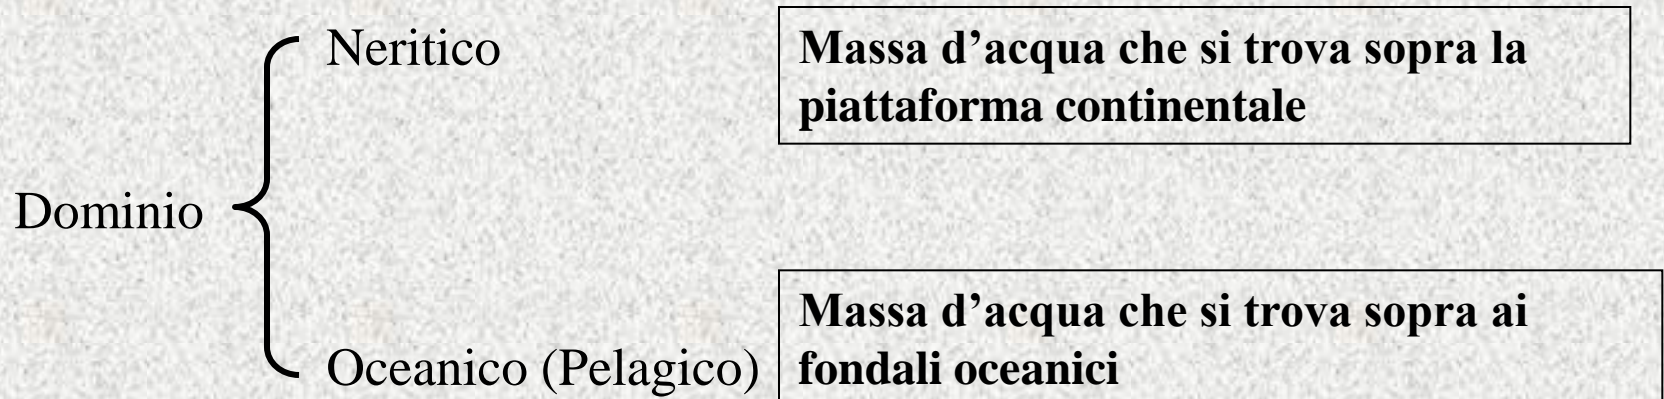 Neritico
Massa d’acqua che si trova sopra la
piattaforma continentale
Dominio
Oceanico (Pelagico)
Massa d’acqua che si trova sopra ai
fondali oceanici